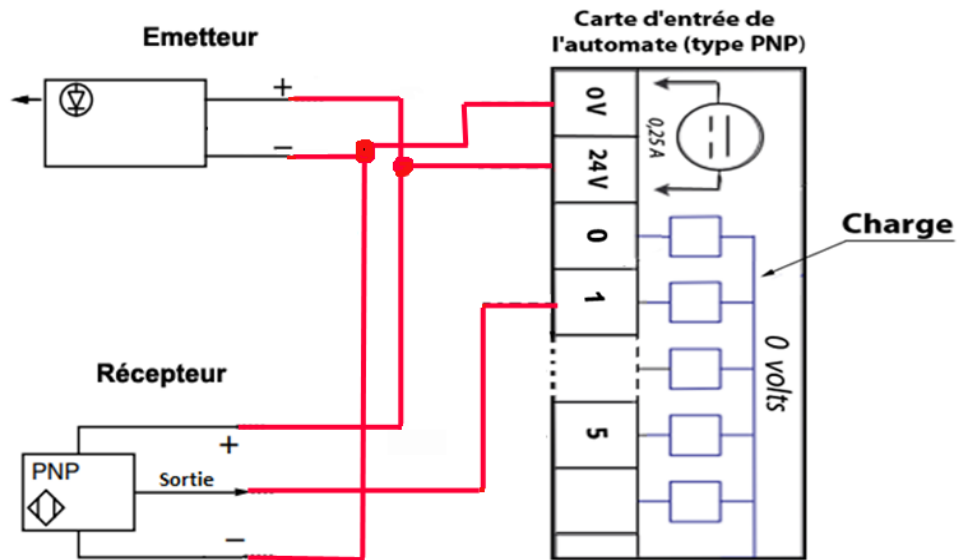 Carte d'entrée de
l'automate (type PNP)
Emetteur
+
−
0V
0,25 A
24V
0
Charge
1
0 volts
Récepteur
+
5
PNP
Sortie
−